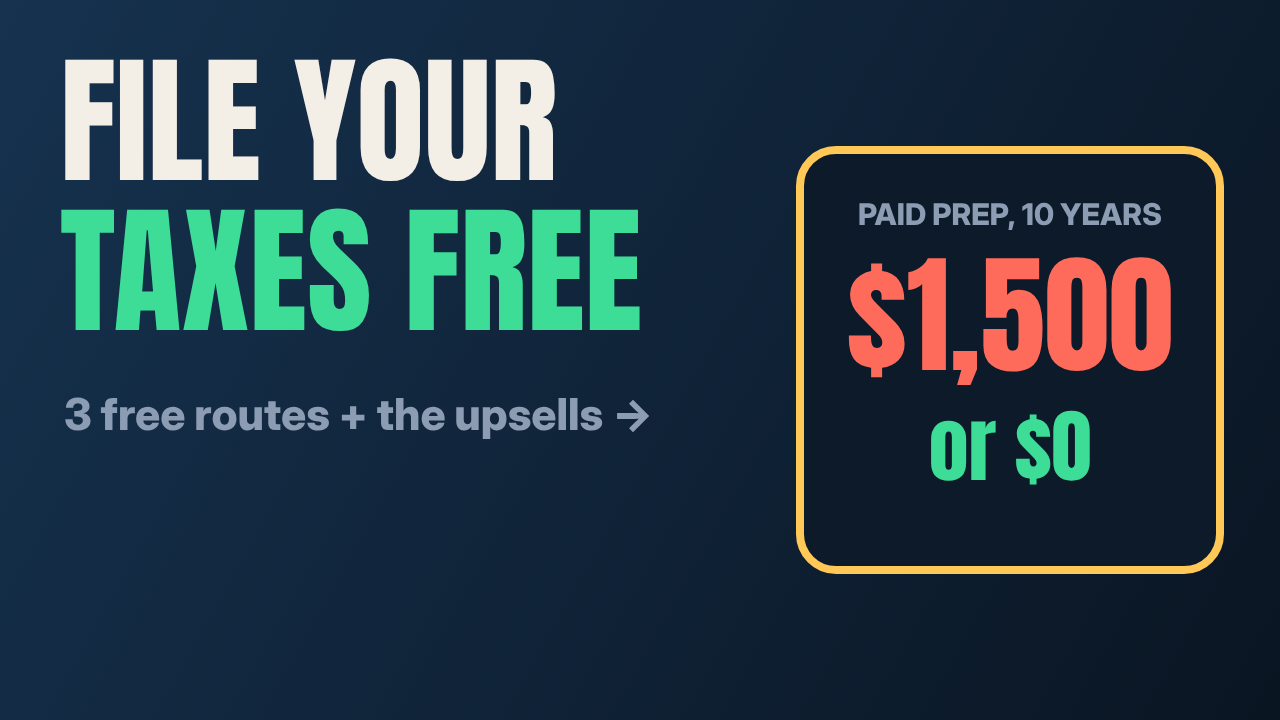 FILE YOUR
TAXES FREE
3 free routes + the upsells →
PAID PREP, 10 YEARS
$1,500
or $0